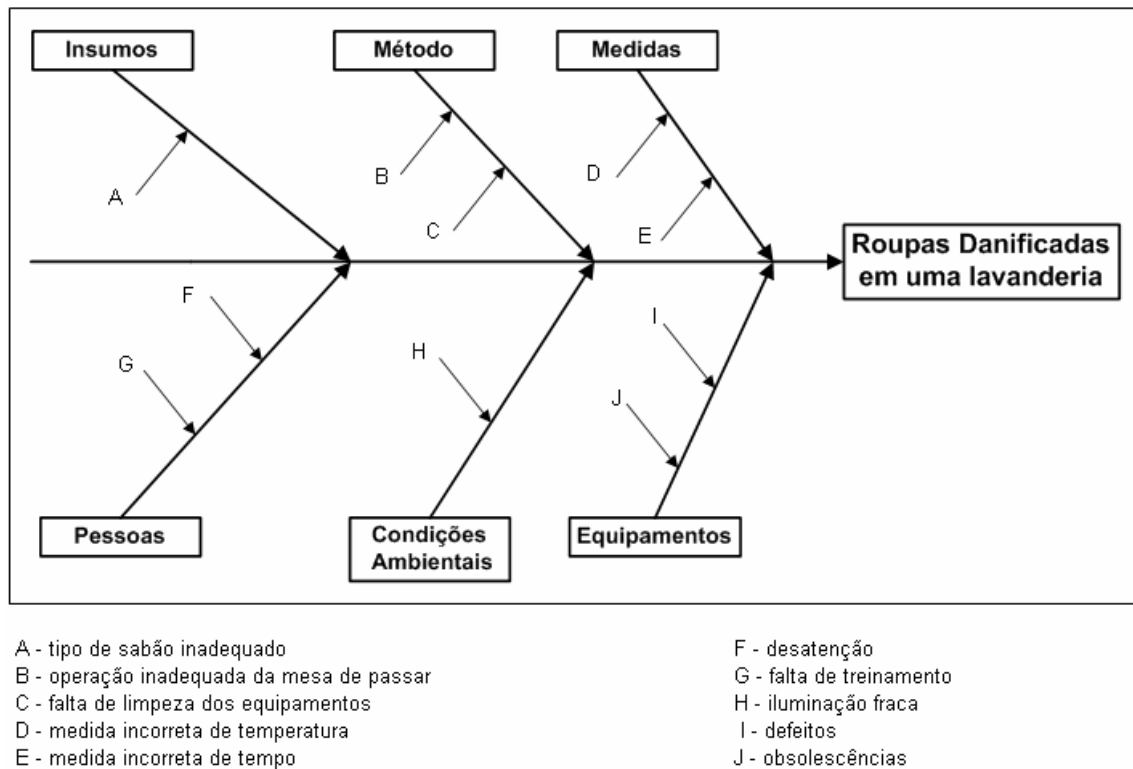 Insumos
Método
Medidas
A
B
C
D
E
Roupas Danificadas
em uma lavanderia
F
G
H
I
J
Pessoas
Condições
Ambientais
Equipamentos
A - tipo de sabão inadequado
B - operação inadequada da mesa de passar
C - falta de limpeza dos equipamentos
D - medida incorreta de temperatura
E - medida incorreta de tempo
F - desatenção
G - falta de treinamento
H - iluminação fraca
I - defeitos
J - obsolescências